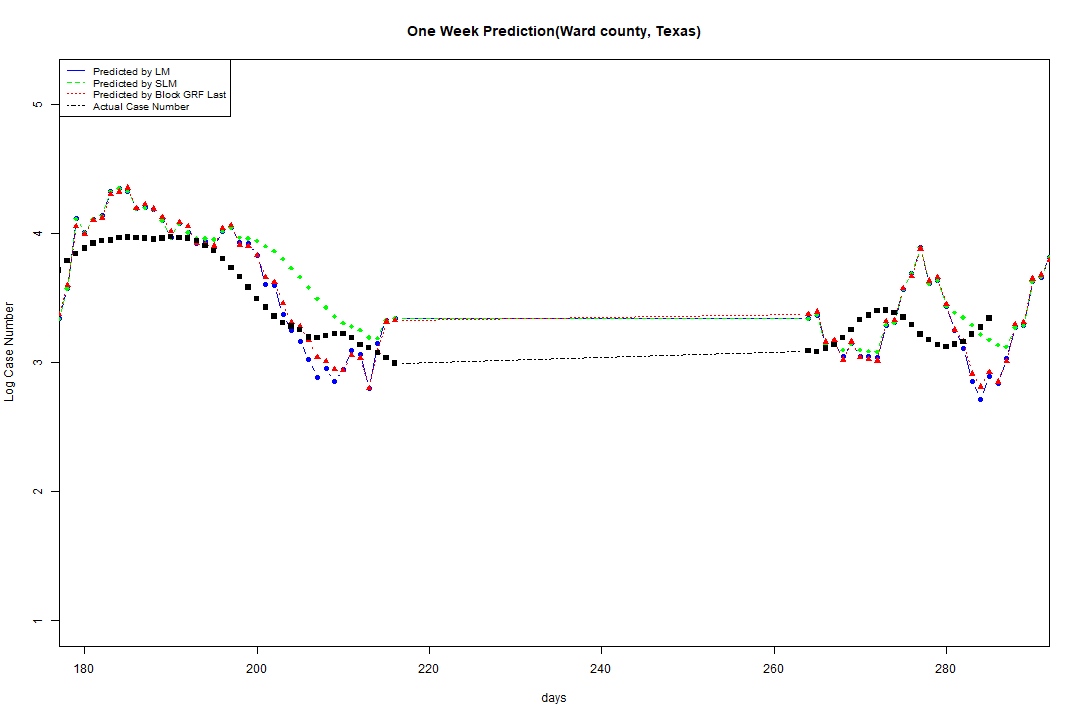 One Week Prediction(Ward county, Texas)
Predicted by LM
Predicted by SLM
Predicted by Block GRF Last
Actual Case Number
5
4
3
2
1
Log Case Number
180 200 220 240 260 280
days